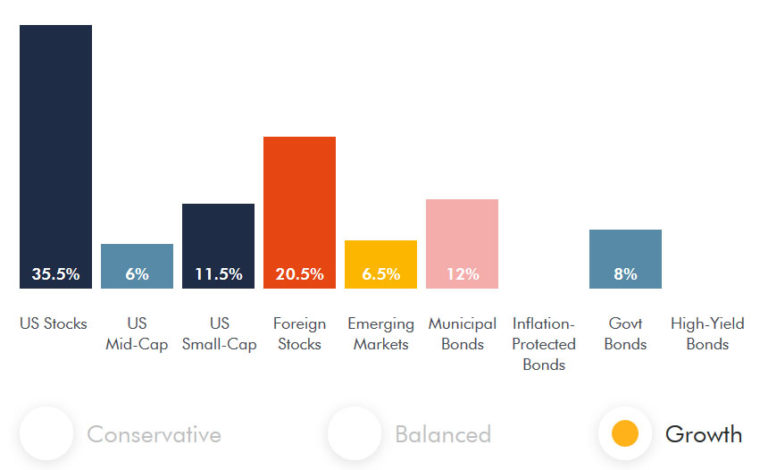 35.5%
6%
11.5%
20.5%
6.5%
12%
8%
US Stocks
US
Mid-Cap
US
Small-Cap
Foreign
Stocks
Emerging
Markets
Municipal
Bonds
Inflation-
Protected
Bonds
Govt
Bonds
High-Yield
Bonds
Conservative
Balanced
Growth